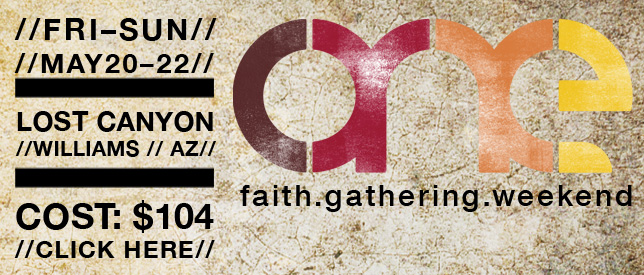 //FRI–SUN//
//MAY20–22//
LOST CANYON
//WILLIAMS // AZ//
COST: $104
//CLICK HERE//
one
faith.gathering.weekend